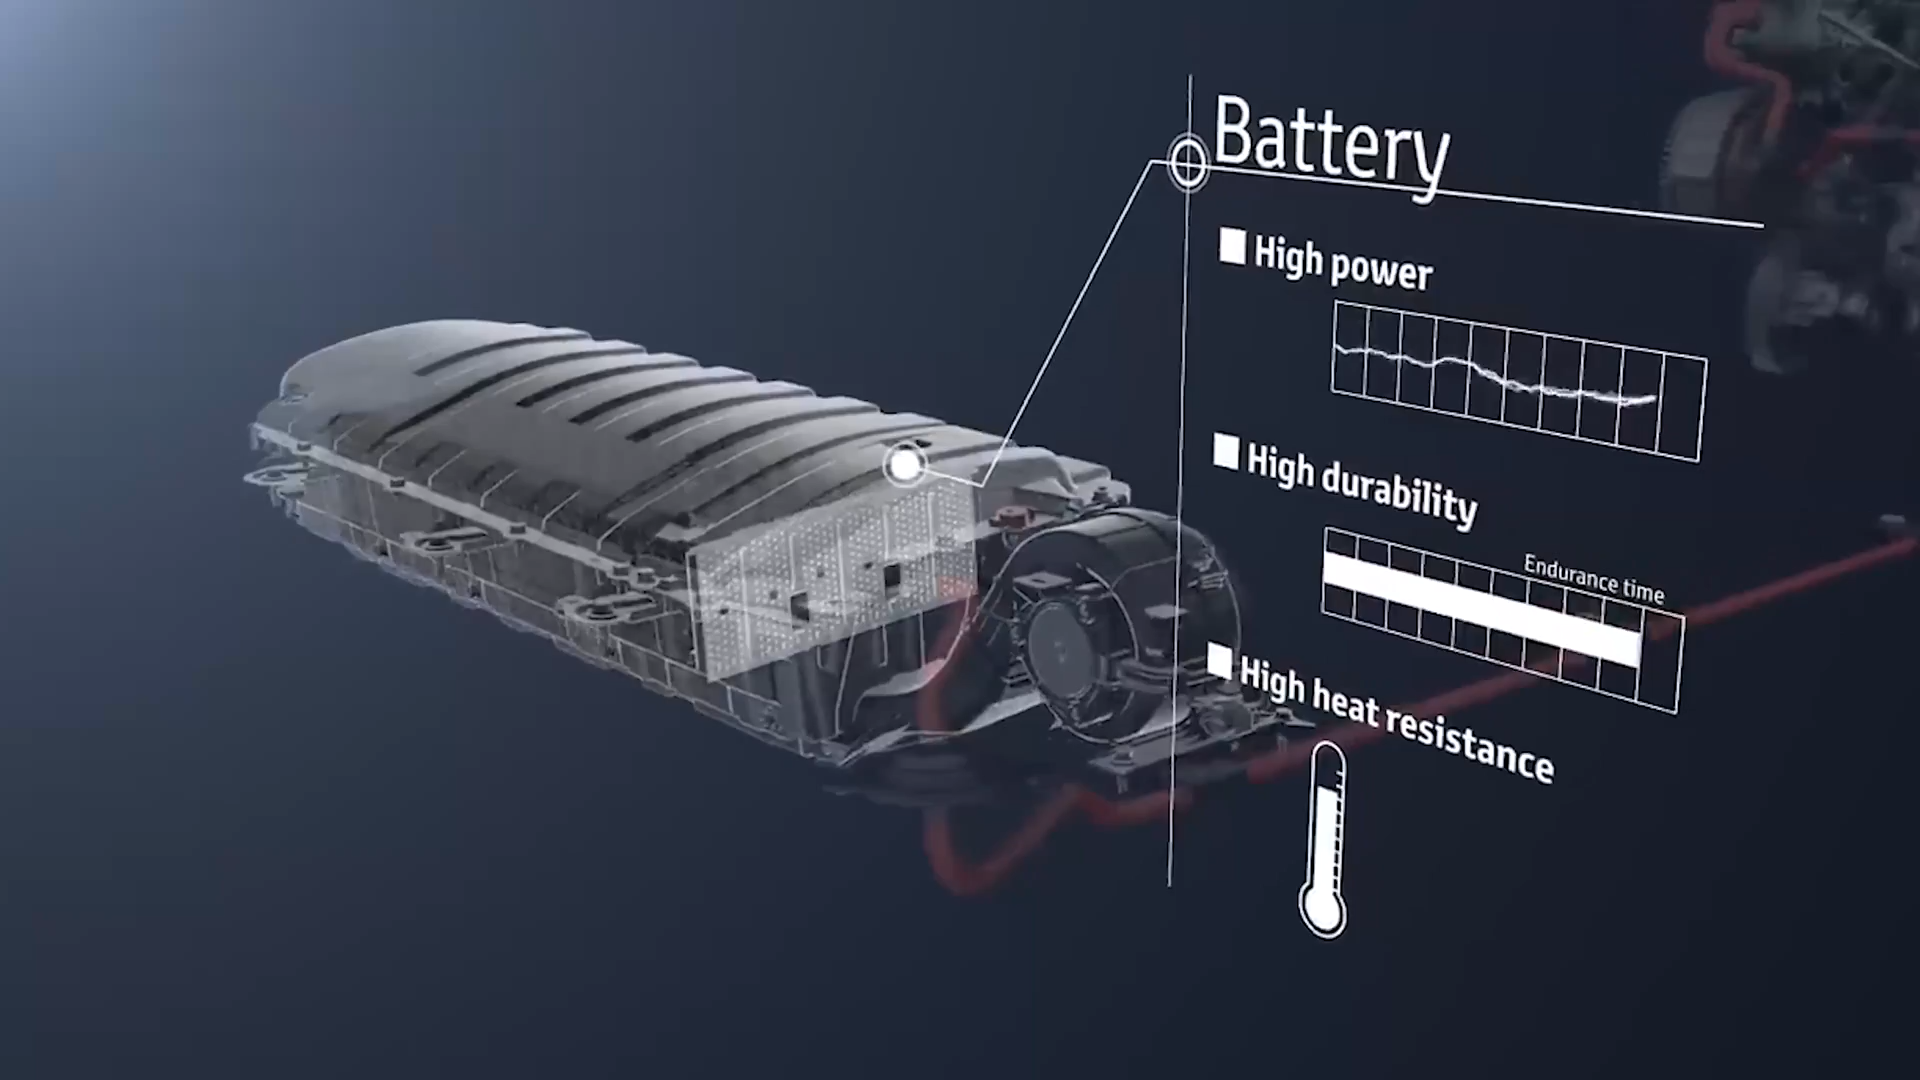 Battery
High power
High durability
Endurance time
High heat resistance